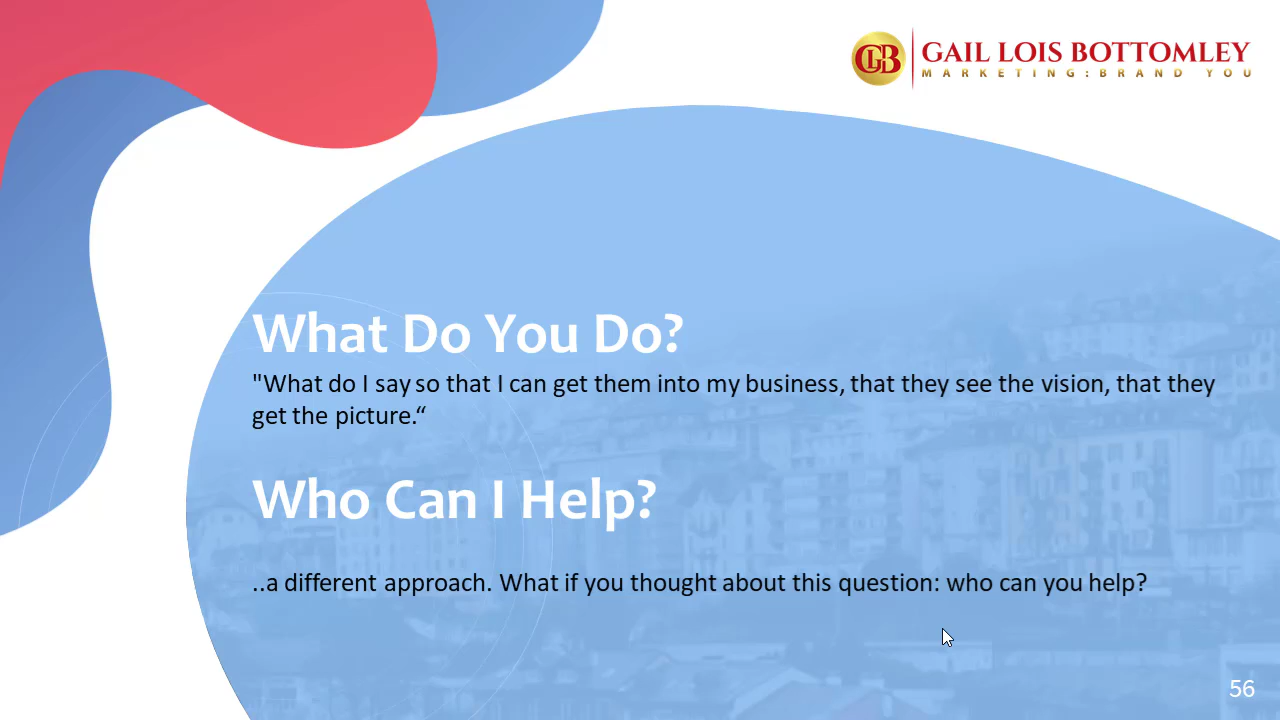 GLB
GAIL LOIS BOTTOMLEY
MARKETING:BRAND YOU
What Do You Do?
"What do I say so that I can get them into my business, that they see the vision, that they
get the picture.“
Who Can I Help?
..a different approach. What if you thought about this question: who can you help?
56